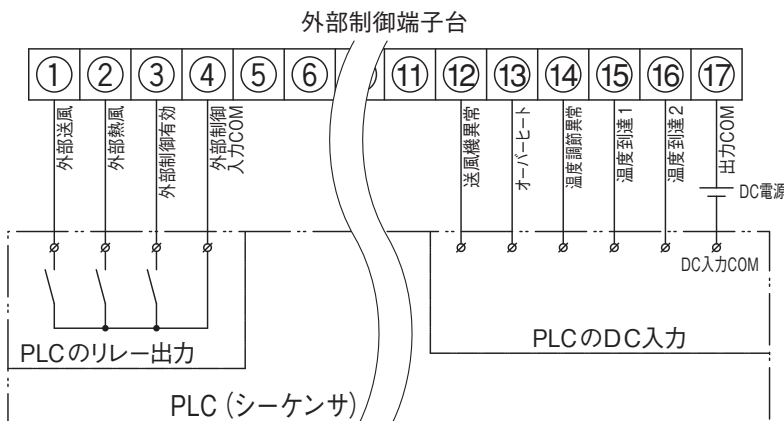 外部制御端子台
① ② ③ ④ ⑤ ⑥ ⑪ ⑫ ⑬ ⑭ ⑮ ⑯ ⑰
外部送風
外部熱風
外部制御有効
外部制御
入力COM
送風機異常
オーバーヒート
温度調節異常
温度到達1
温度到達2
出力COM
DC電源
DC入力COM
PLCのリレー出力
PLCのDC入力
PLC(シーケンサ)